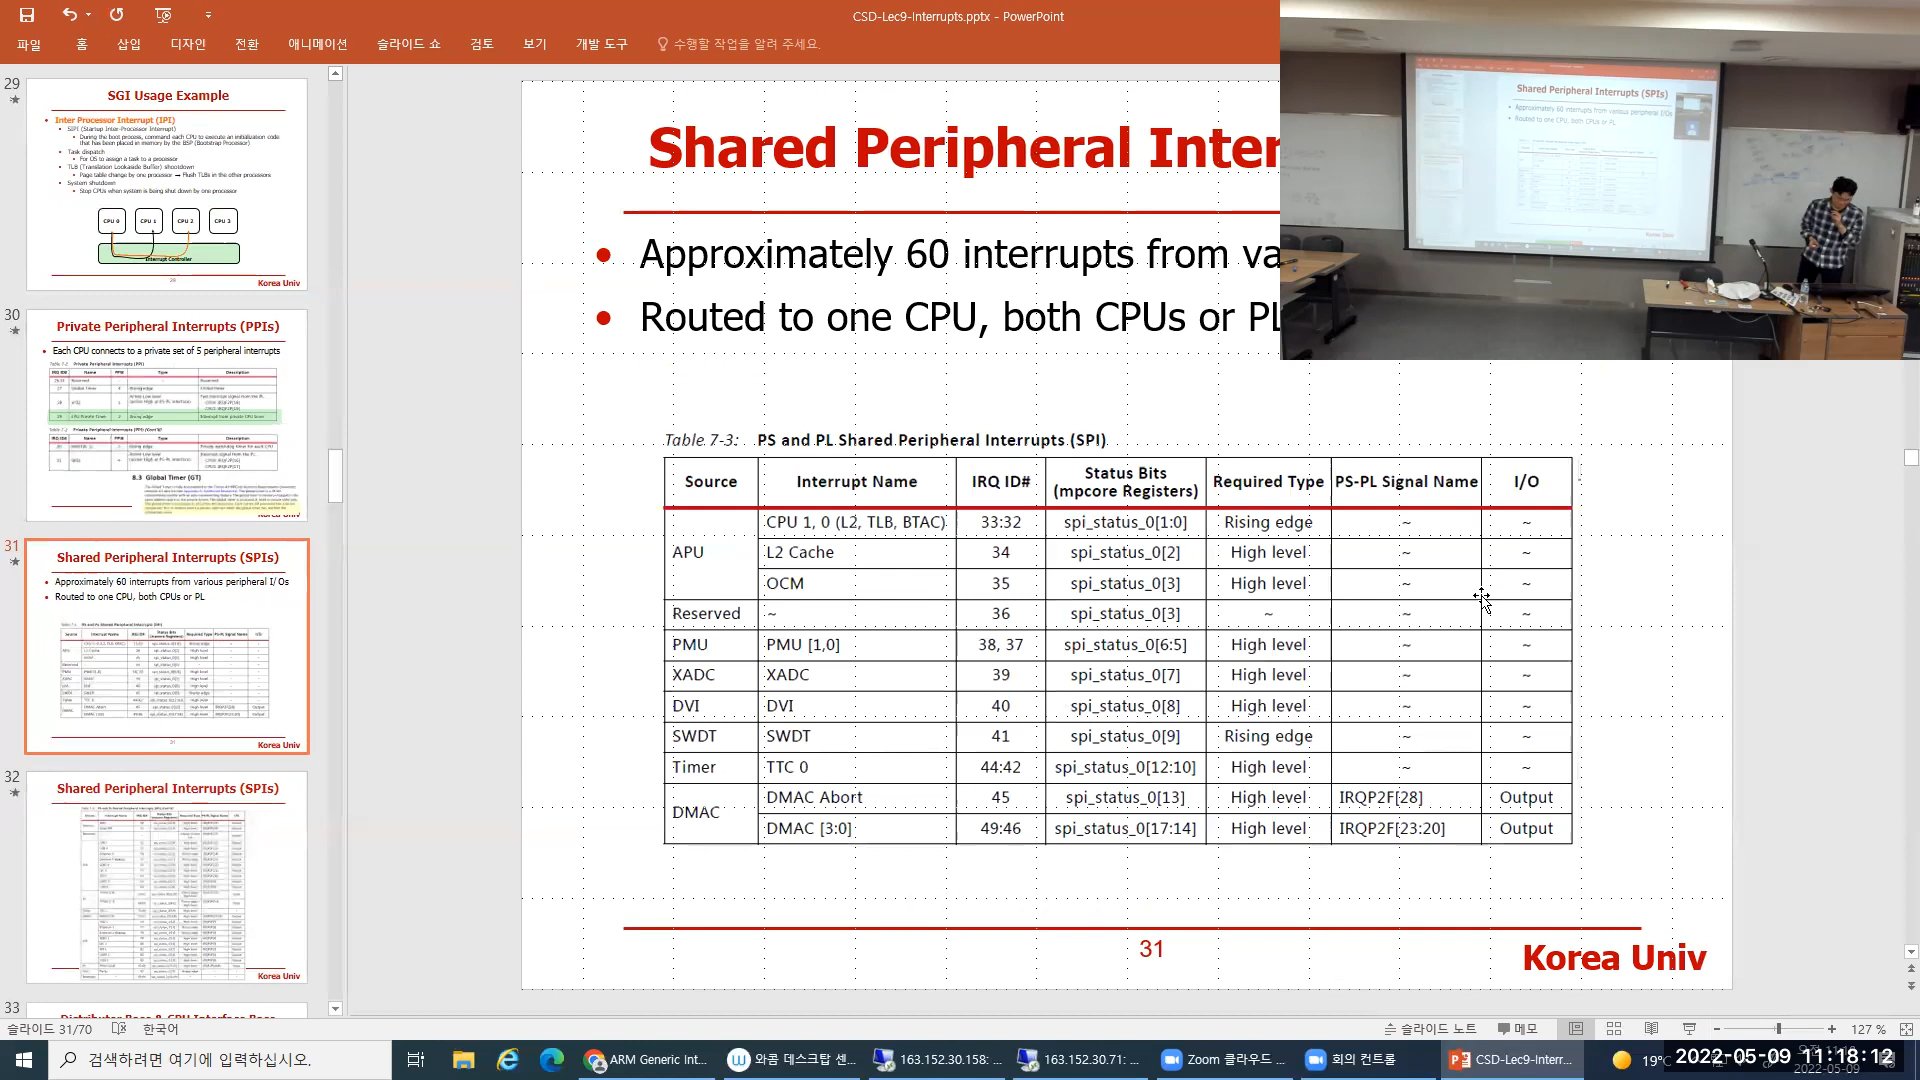 CSD-Lec9-Interrupts.pptx - PowerPoint
파일 홈 삽입 디자인 전환 애니메이션 슬라이드 쇼 검토 보기 개발 도구 수행할 작업을 알려 주세요.
29
SGI Usage Example
Inter Processor Interrupt (IPI)
SIPI (Startup Inter-Processor Interrupt)
During the boot process, command each CPU to execute an initialization code
that has been placed in memory by the BSP (Bootstrap Processor)
Task dispatch
For OS to assign a task to a processor
TLB (Translation Lookaside Buffer) shootdown
Page table change by one processor → Flush TLBs in the other processors
System shutdown
Stop CPUs when system is being shut down by one processor
CPU 0 CPU 1 CPU 2 CPU 3
Interrupt Controller
29
Korea Univ
30
Private Peripheral Interrupts (PPIs)
Each CPU connects to a private set of 5 peripheral interrupts
8.3 Global Timer (GT)
31
Shared Peripheral Interrupts (SPIs)
Approximately 60 interrupts from various peripheral I/Os
Routed to one CPU, both CPUs or PL
31
Korea Univ
32
Shared Peripheral Interrupts (SPIs)
Korea Univ
33
Shared Peripheral Inter
Approximately 60 interrupts from va
Routed to one CPU, both CPUs or PL
Table 7-3: PS and PL Shared Peripheral Interrupts (SPI)
Source Interrupt Name IRQ ID# Status Bits (mpcore Registers) Required Type PS-PL Signal Name I/O
APU CPU 1, 0 (L2, TLB, BTAC) 33:32 spi_status_0[1:0] Rising edge ~ ~
L2 Cache 34 spi_status_0[2] High level ~ ~
OCM 35 spi_status_0[3] High level ~ ~
Reserved ~ 36 spi_status_0[3] ~ ~ ~
PMU PMU [1,0] 38, 37 spi_status_0[6:5] High level ~ ~
XADC XADC 39 spi_status_0[7] High level ~ ~
DVI DVI 40 spi_status_0[8] High level ~ ~
SWDT SWDT 41 spi_status_0[9] Rising edge ~ ~
Timer TTC 0 44:42 spi_status_0[12:10] High level ~ ~
DMAC DMAC Abort 45 spi_status_0[13] High level IRQP2F[28] Output
DMAC [3:0] 49:46 spi_status_0[17:14] High level IRQP2F[23:20] Output
31
Korea Univ
Shared Peripheral Interrupts (SPIs)
Approximately 60 interrupts from various peripheral I/Os
Routed to one CPU, both CPUs or PL
슬라이드 31/70 한국어 슬라이드 노트 메모 127 %
검색하려면 여기에 입력하십시오. ARM Generic Int... 와콤 데스크탑 센... 163.152.30.158: ... 163.152.30.71: ... Zoom 클라우드 ... 회의 컨트롤 CSD-Lec9-Interr... 19°
2022-05-09 11:18:12
2022-05-09